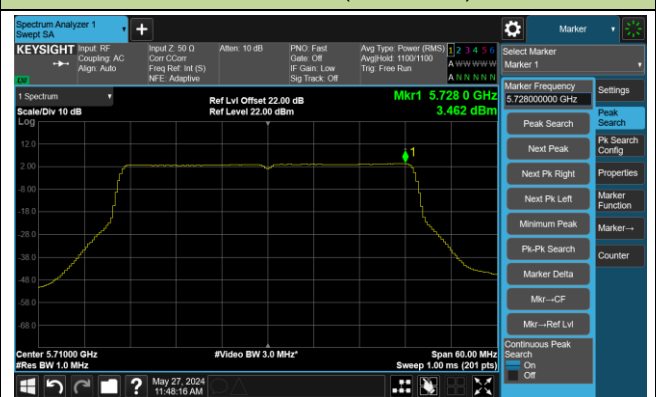 Spectrum Analyzer 1
Swept SA
Marker
KEYSIGHT
Input: RF
Coupling: AC
Align: Auto
Input Z: 50 Ω
Corr CCorr
Freq Ref: Int (S)
NFE: Adaptive
Atten: 10 dB
PNO: Fast
Gate: Off
IF Gain: Low
Sig Track: Off
Avg Type: Power (RMS)
Avg|Hold: 1100/1100
Trig: Free Run
1 2 3 4 5 6
A W W W W W
A N N N N N
Select Marker
Marker 1
1 Spectrum
Scale/Div 10 dB
Log
Ref Lvl Offset 22.00 dB
Ref Level 22.00 dBm
Mkr1 5.728 0 GHz
3.462 dBm
1
12.0
2.00
-8.00
-18.0
-28.0
-38.0
-48.0
-58.0
-68.0
Center 5.71000 GHz
#Res BW 1.0 MHz
#Video BW 3.0 MHz*
Span 60.00 MHz
Sweep 1.00 ms (201 pts)
Marker Frequency
5.728000000 GHz
Peak Search
Next Peak
Next Pk Right
Next Pk Left
Minimum Peak
Pk-Pk Search
Marker Delta
Mkr→CF
Mkr→Ref Lvl
Continuous Peak
Search
On
Off
Settings
Peak
Search
Pk Search
Config
Properties
Marker
Function
Marker→
Counter
?
May 27, 2024
11:48:16 AM